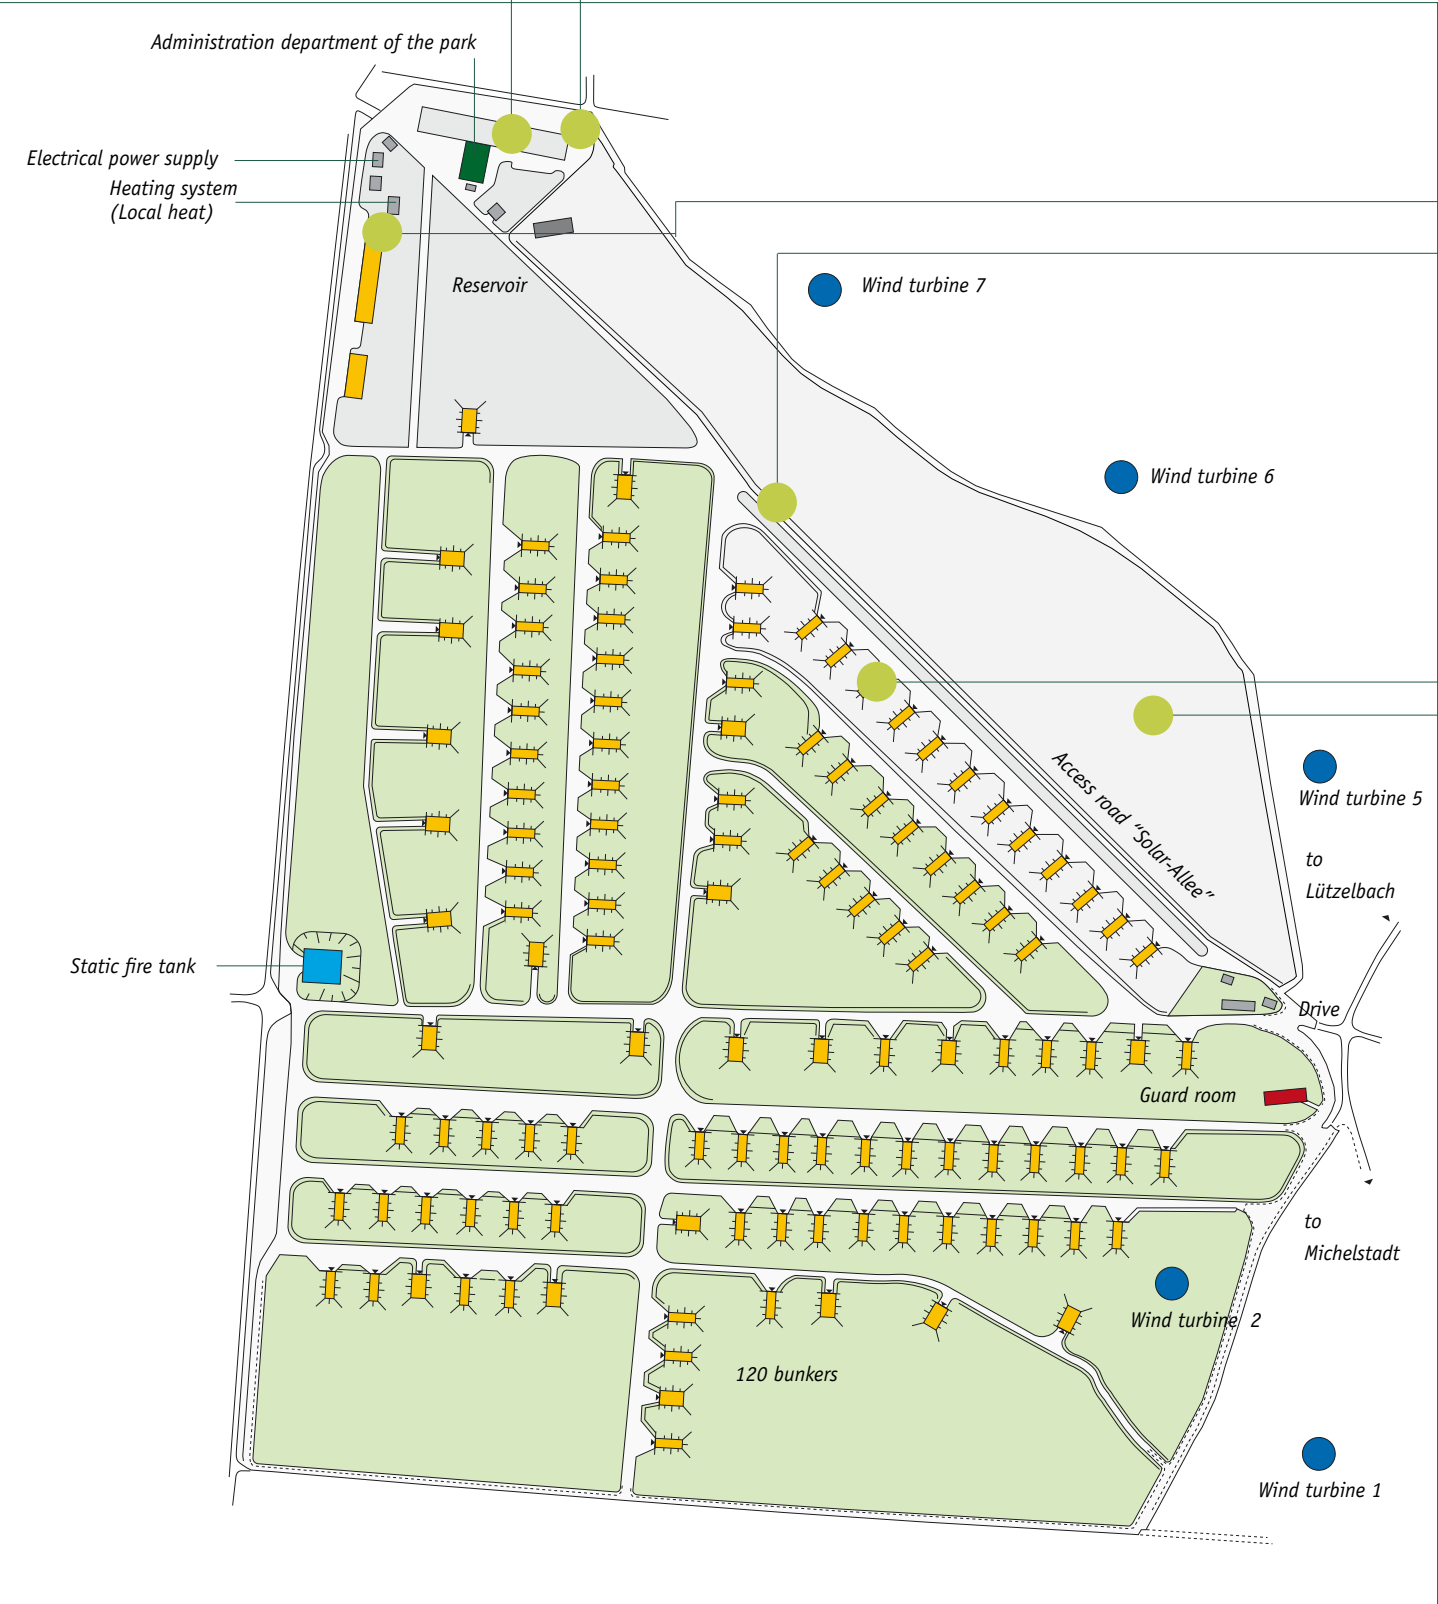 Administration department of the park
Electrical power supply
Heating system
(Local heat)
Reservoir
Wind turbine 7
Wind turbine 6
Access road “Solar-Allee”
Wind turbine 5
to
Lützelbach
Static fire tank
Drive
Guard room
to
Michelstadt
Wind turbine 2
120 bunkers
Wind turbine 1